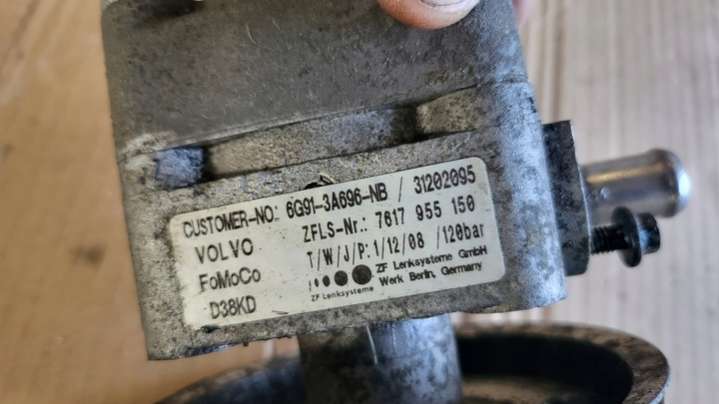 CUSTOMER-NO: 6G91-3A696-NB / 31202095
VOLVO ZFLS-Nr.: 7617 955 150
FoMoCo T/W/J/P: 1/12/08 /120bar
D38KD ZF Lenksysteme ZF Lenksysteme GmbH
Werk Berlin, Germany